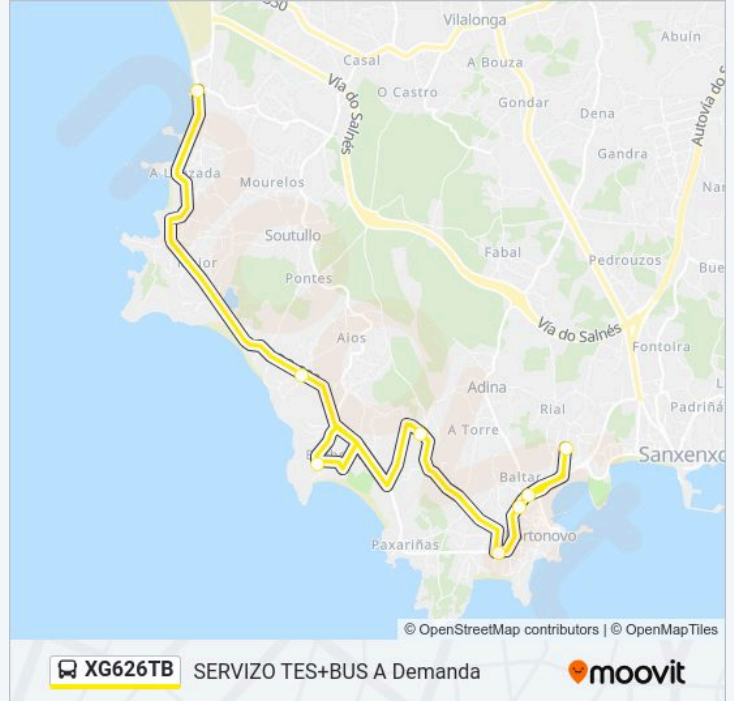 Vilalonga
Abuín
Casal
A Bouza
O Castro
Vía do Salnés
Gondar
Dena
Autovía do
Gandra
A L
zada
Mourelos
Soutullo
Fabal
Pedrouzos
Pontes
Vía do Salnés
Aios
Fontoira
Adina
Rial
Padriñá
A Torre
Sanxenxo
Baltar
rtonovo
Paxariñas
© OpenStreetMap contributors | © OpenMapTiles
XG626TB SERVIZO TES+BUS A Demanda moovit